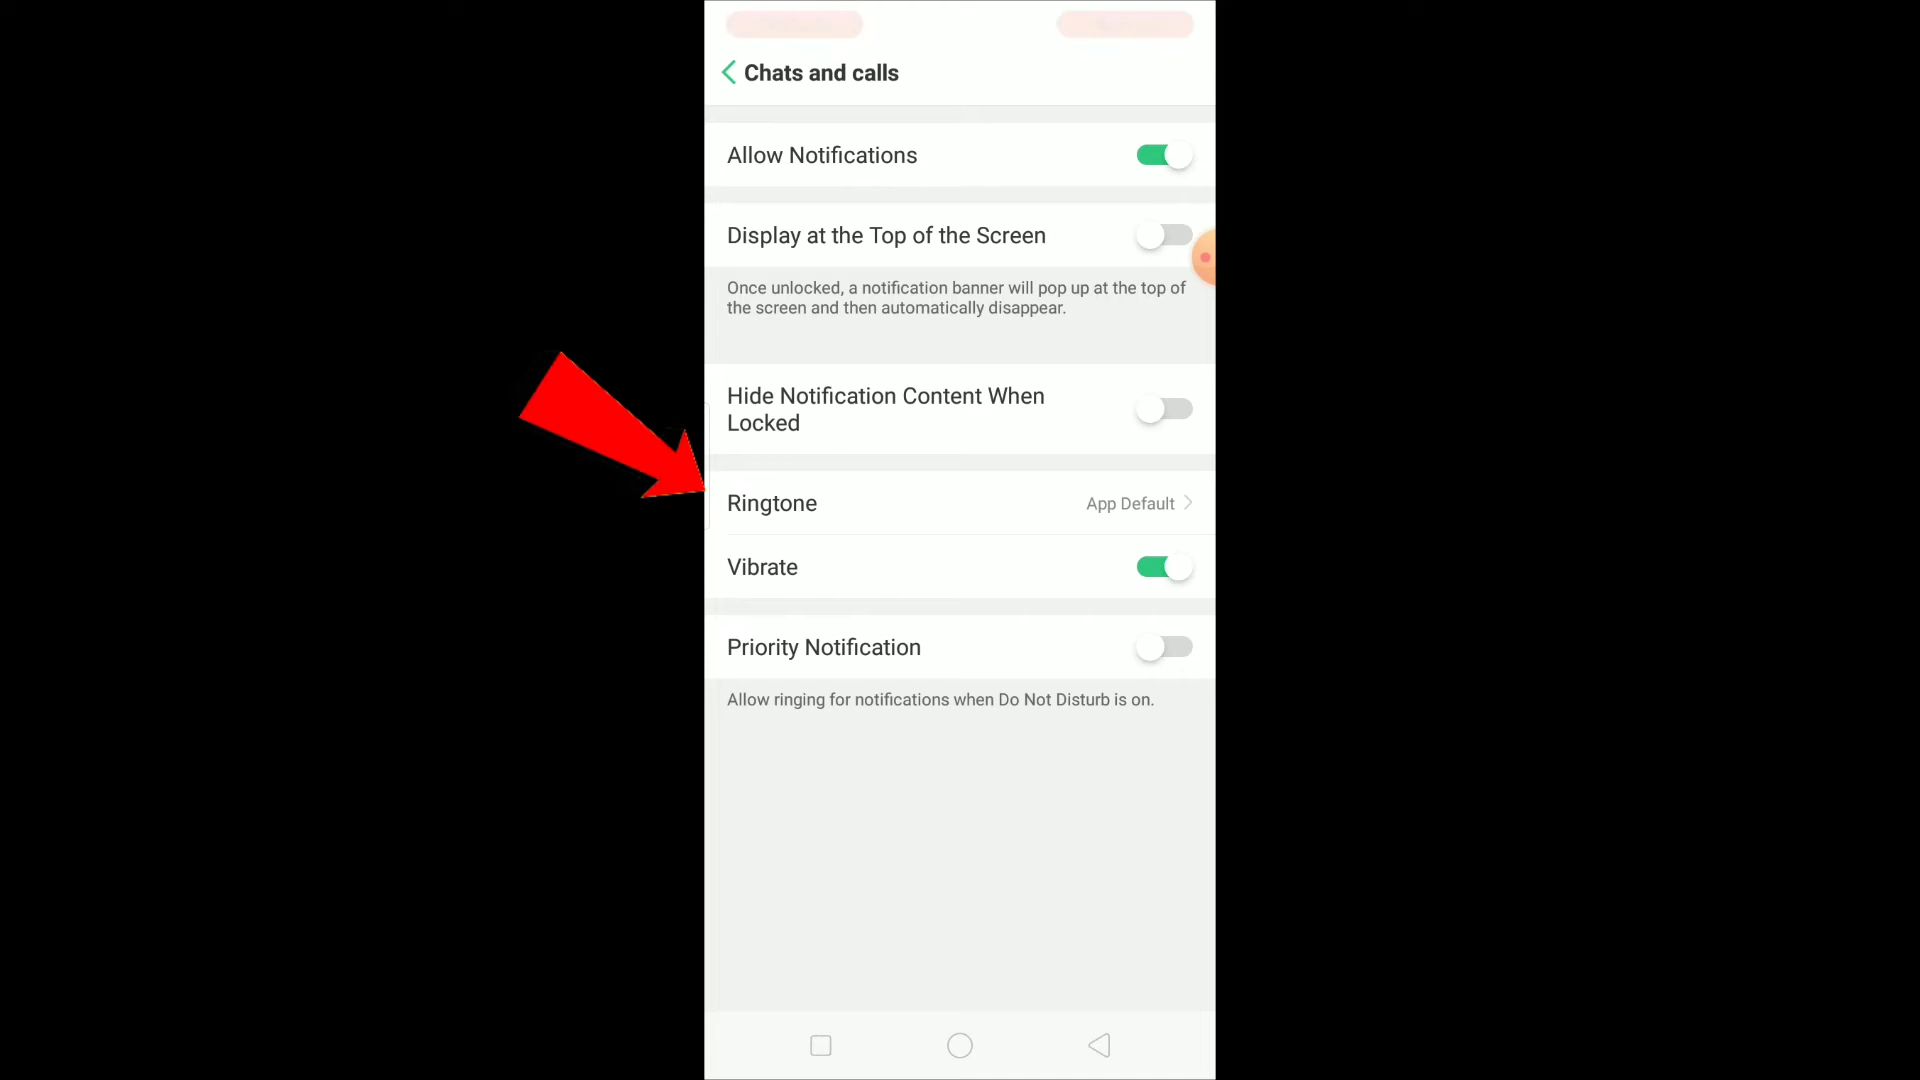 Chats and calls
Allow Notifications
Display at the Top of the Screen
Once unlocked, a notification banner will pop up at the top of
the screen and then automatically disappear.
Hide Notification Content When
Locked
Ringtone App Default
Vibrate
Priority Notification
Allow ringing for notifications when Do Not Disturb is on.